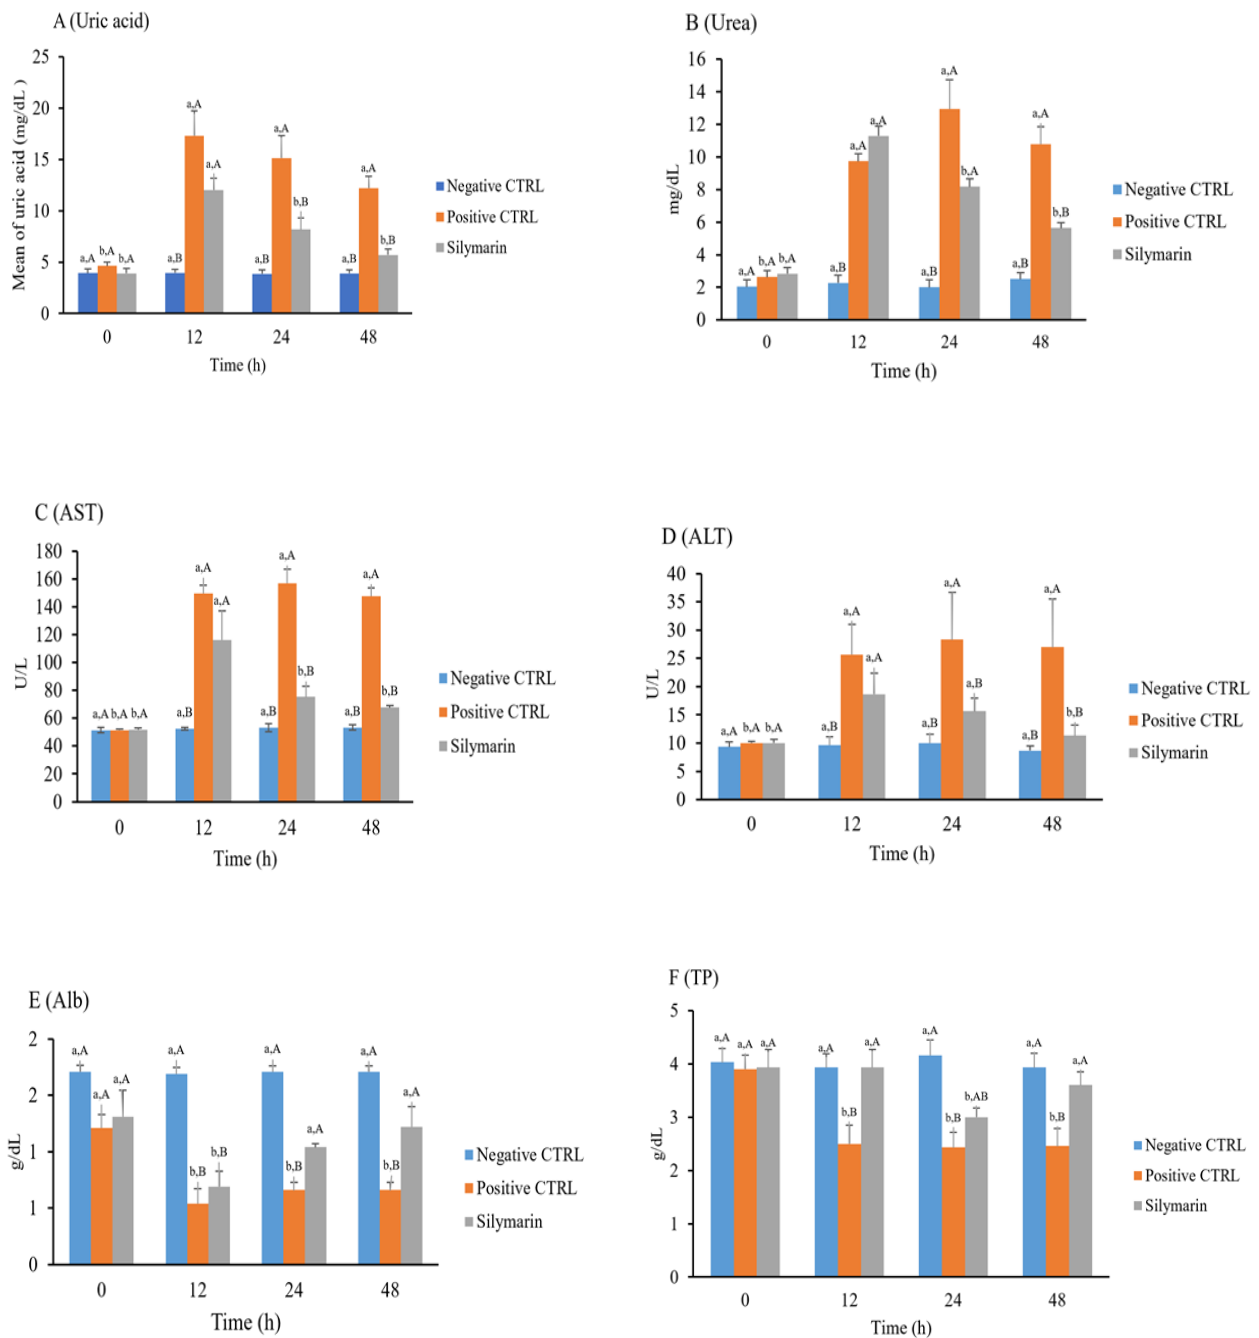 A (Uric acid)
Mean of uric acid (mg/dL )
25
20
15
10
5
0
a,A b,A b,A
a,B a,A a,A
a,B a,A b,B
a,B a,A b,B
0 12 24 48
Time (h)
Negative CTRL
Positive CTRL
Silymarin
B (Urea)
mg/dL
16
14
12
10
8
6
4
2
0
a,A b,A b,A
a,B a,A a,A
a,B a,A b,A
a,B a,A b,B
0 12 24 48
Time (h)
Negative CTRL
Positive CTRL
Silymarin
C (AST)
U/L
180
160
140
120
100
80
60
40
20
0
a,A b,A b,A
a,B a,A a,A
a,B a,A b,B
a,B a,A b,B
0 12 24 48
Time (h)
Negative CTRL
Positive CTRL
Silymarin
D (ALT)
U/L
40
35
30
25
20
15
10
5
0
a,A b,A b,A
a,B a,A a,A
a,B a,A a,B
a,B a,A b,B
0 12 24 48
Time (h)
Negative CTRL
Positive CTRL
Silymarin
E (Alb)
g/dL
2
2
1
1
0
a,A a,A a,A
a,A b,B b,B
a,A b,B a,A
a,A b,B a,A
0 12 24 48
Time (h)
Negative CTRL
Positive CTRL
Silymarin
F (TP)
g/dL
5
4
3
2
1
0
a,A a,A a,A
a,A b,B a,A
a,A b,B b,AB
a,A b,B a,A
0 12 24 48
Time (h)
Negative CTRL
Positive CTRL
Silymarin